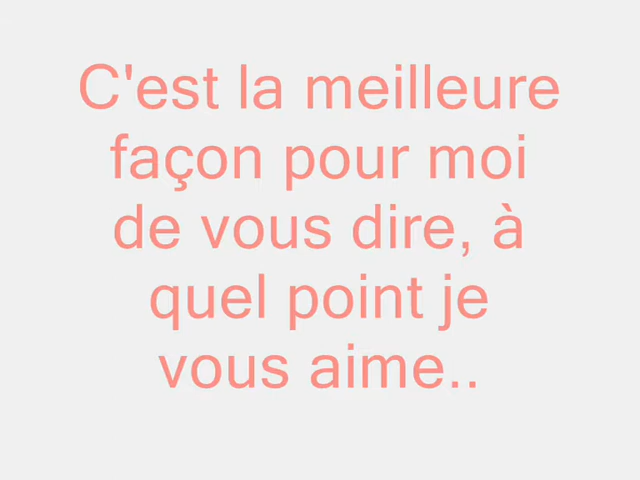 C'est la meilleure
façon pour moi
de vous dire, à
quel point je
vous aime..